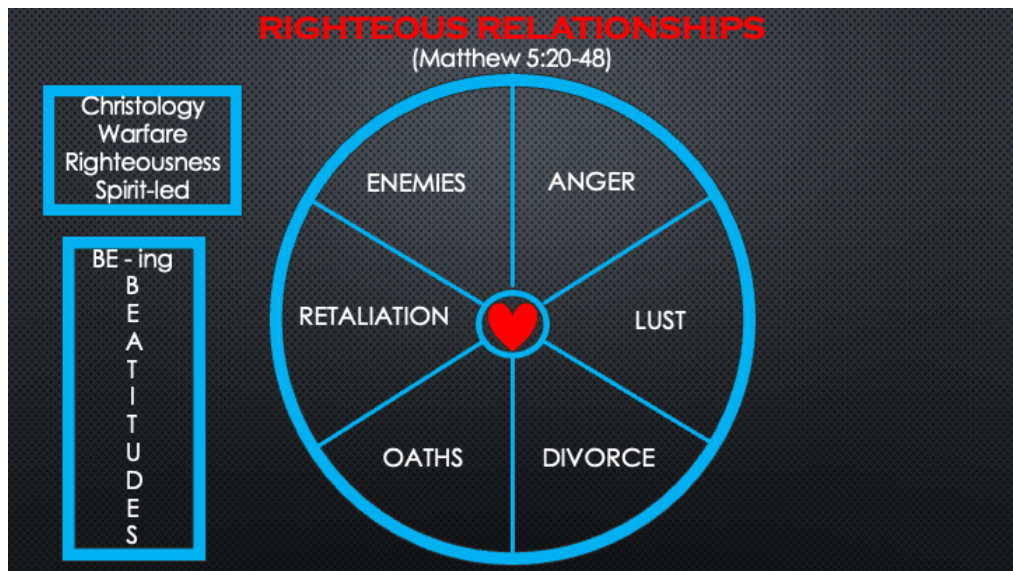 RIGHTEOUS RELATIONSHIPS
(Matthew 5:20-48)
Christology
Warfare
Righteousness
Spirit-led
BE - ing
B
E
A
T
I
T
U
D
E
S
ENEMIES
ANGER
RETALIATION
LUST
OATHS
DIVORCE